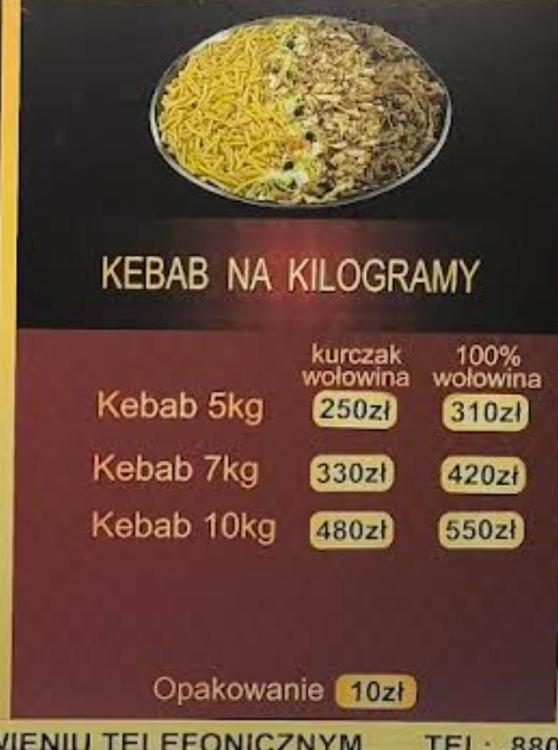 KEBAB NA KILOGRAMY
kurczak 100%
wołowina wołowina
Kebab 5kg 250zł 310zł
Kebab 7kg 330zł 420zł
Kebab 10kg 480zł 550zł
Opakowanie 10zł
TELEFONICZNYM TEL: